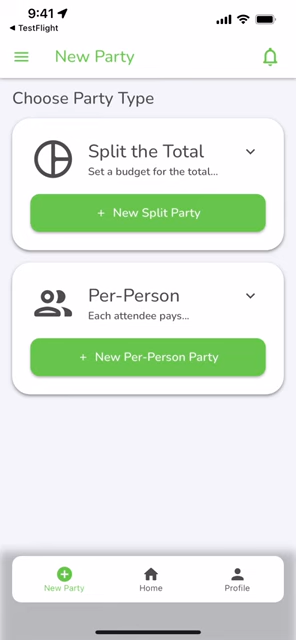 9:41
◀ TestFlight
New Party
Choose Party Type
Split the Total
Set a budget for the total...
+ New Split Party
Per-Person
Each attendee pays...
+ New Per-Person Party
New Party
Home
Profile